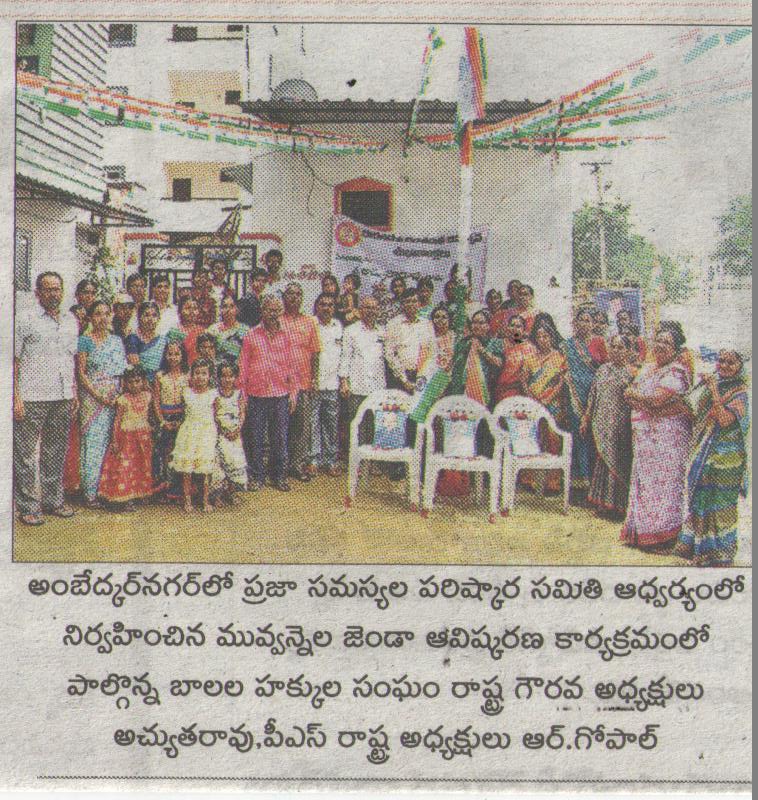 అంబేద్కర్‌నగర్‌లో ప్రజా సమస్యల పరిష్కార సమితి ఆధ్వర్యంలో
నిర్వహించిన మువ్వన్నెల జెండా ఆవిష్కరణ కార్యక్రమంలో
పాల్గొన్న బాలల హక్కుల సంఘం రాష్ట్ర గౌరవ అధ్యక్షులు
అచ్యుతరావు,పీఎస్ రాష్ట్ర అధ్యక్షులు ఆర్.గోపాల్